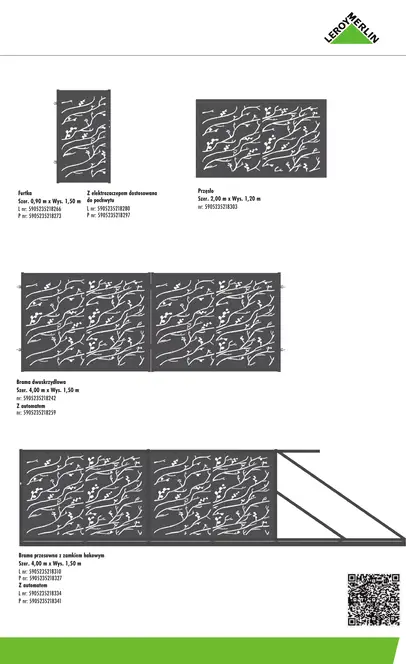 LEROY MERLIN
Furtka
Szer. 0,90 m x Wys. 1,50 m
L nr: 5905235218266
P nr: 5905235218273
Z elektrozaczepem dostosowana
do pochwytu
L nr: 5905235218280
P nr: 5905235218297
Przęsło
Szer. 2,00 m x Wys. 1,20 m
nr: 5905235218303
Brama dwuskrzydłowa
Szer. 4,00 m x Wys. 1,50 m
nr: 5905235218242
Z automatem
nr: 5905235218259
Brama przesuwna z zamkiem hakowym
Szer. 4,00 m x Wys. 1,50 m
L nr: 5905235218310
P nr: 5905235218327
Z automatem
L nr: 5905235218334
P nr: 5905235218341